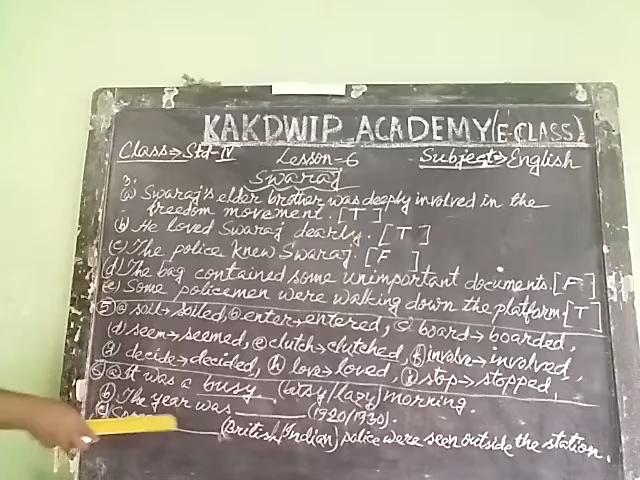 KAKDWIP ACADEMY (E-CLASS)
Class→Std-IV Lesson-6 Subject→English
Swaraj
3.
(a) Swaraj's elder brother was deeply involved in the
freedom movement. [T]
(b) He loved Swaraj dearly. [T]
(c) The police knew Swaraj. [F]
(d) The bag contained some unimportant documents. [F]
(e) Some policemen were walking down the platform. [T]
(5) (a) soil→soiled, (b) enter→entered, (c) board→boarded,
(d) seem→seemed, (e) clutch→clutched, (f) involve→involved,
(g) decide→decided, (h) love→loved, (i) stop→stopped,
(a) It was a busy (busy/lazy) morning.
(b) The year was ______ (1920/1930).
(c) ______ (British/Indian) police were seen outside the station.